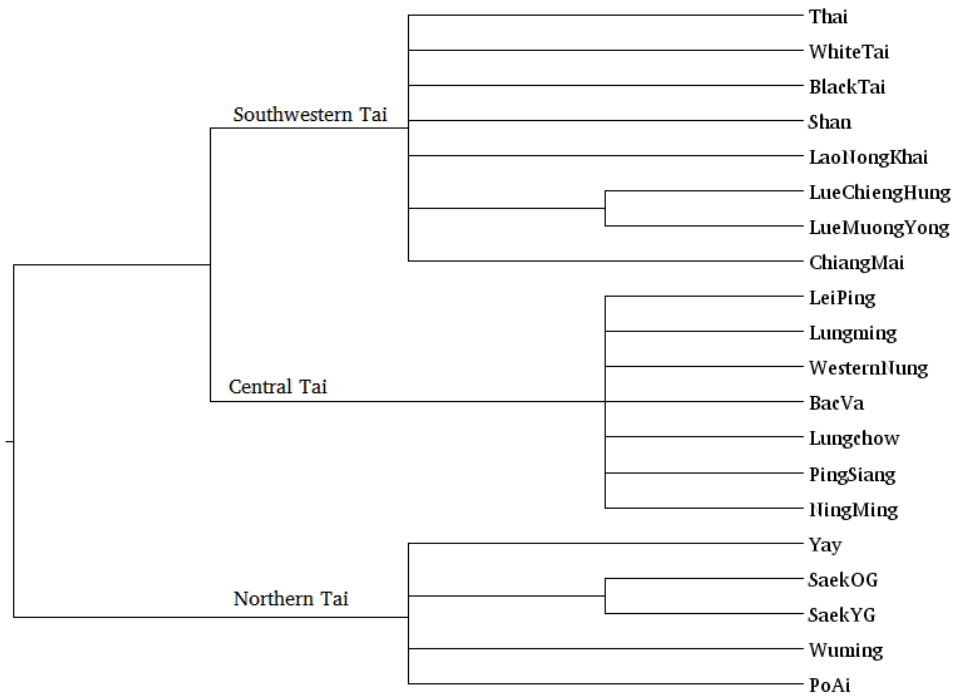 Thai
WhiteTai
BlackTai
Southwestern Tai
Shan
LaoNongKhai
LueChiengHung
LueMuongYong
ChiangMai
LeiPing
Lungming
WesternNung
Central Tai
BacVa
Lungchow
PingSiang
NingMing
Yay
SaekOG
Northern Tai
SaekYG
Wuming
PoAi